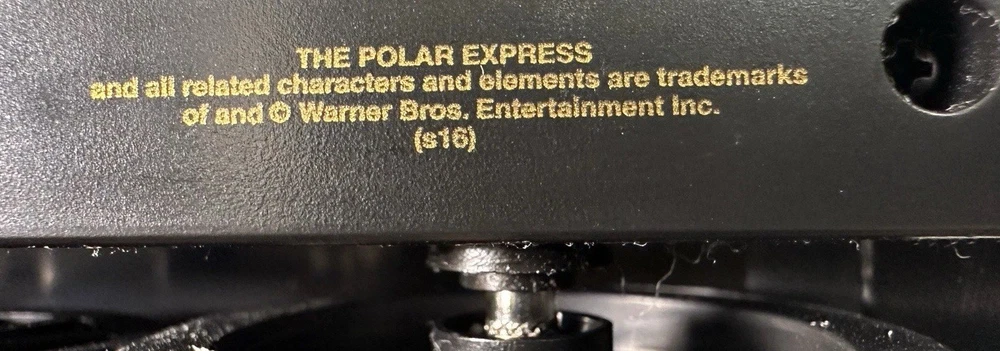 THE POLAR EXPRESS
and all related characters and elements are trademarks
of and © Warner Bros. Entertainment Inc.
(s16)